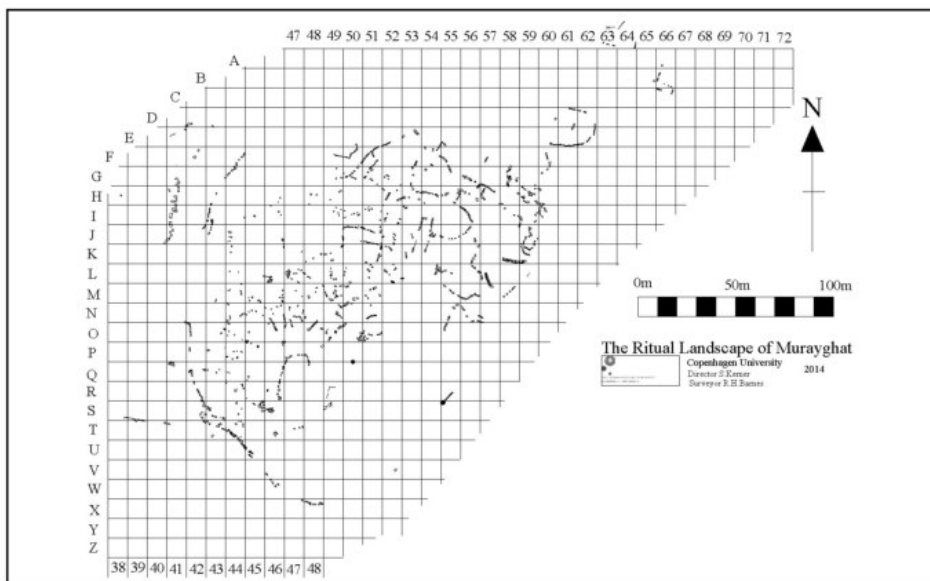 47 48 49 50 51 52 53 54 55 56 57 58 59 60 61 62 63 64 65 66 67 68 69 70 71 72
A
B
C
D
E
F
G
H
I
J
K
L
M
N
O
P
Q
R
S
T
U
V
W
X
Y
Z
38 39 40 41 42 43 44 45 46 47 48
N
0m 50m 100m
The Ritual Landscape of Murayghat
Copenhagen University
2014
Director S.Kerner
Surveyor R.H.Barnes